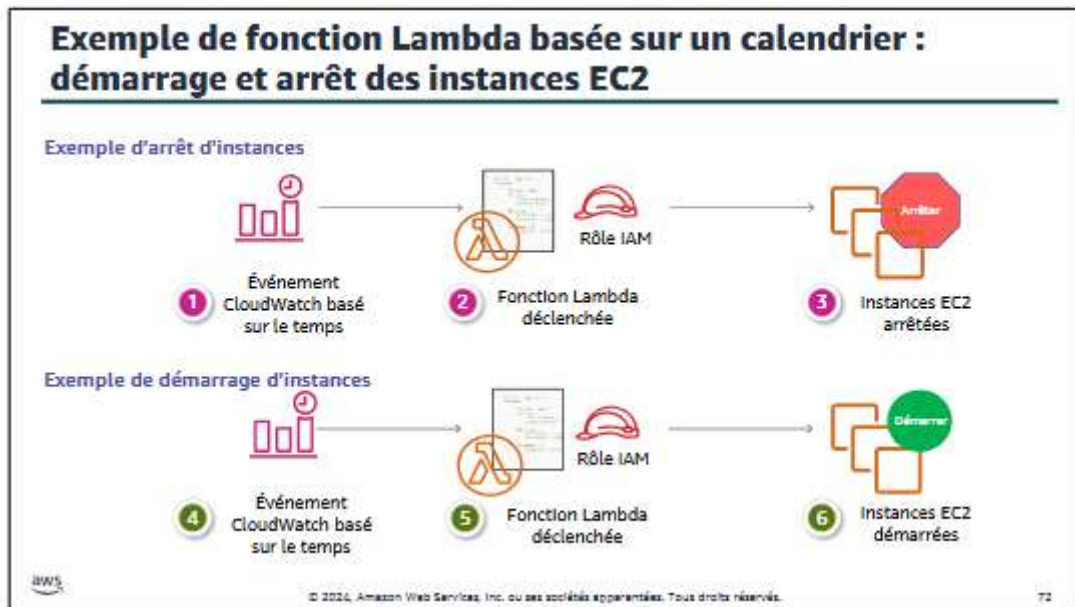 Exemple de fonction Lambda basée sur un calendrier :
démarrage et arrêt des instances EC2
Exemple d'arrêt d'instances
Arrêter
Rôle IAM
1
Événement
CloudWatch basé
sur le temps
2
Fonction Lambda
déclenchée
3
Instances EC2
arrêtées
Exemple de démarrage d'instances
Démarrer
Rôle IAM
4
Événement
CloudWatch basé
sur le temps
5
Fonction Lambda
déclenchée
6
Instances EC2
démarrées
aws
© 2024, Amazon Web Services, Inc. ou ses sociétés apparentées. Tous droits réservés.
72